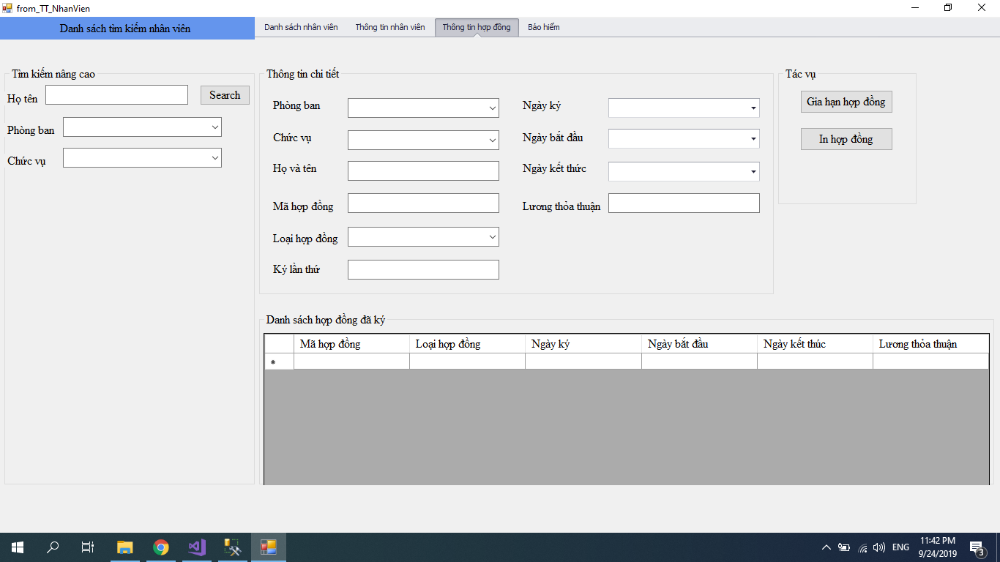 from_TT_NhanVien
Danh sách tìm kiếm nhân viên
Danh sách nhân viên
Thông tin nhân viên
Thông tin hợp đồng
Bảo hiểm
Tìm kiếm nâng cao
Họ tên
Search
Phòng ban
Chức vụ
Thông tin chi tiết
Phòng ban
Ngày ký
Chức vụ
Ngày bắt đầu
Họ và tên
Ngày kết thức
Mã hợp đồng
Lương thỏa thuận
Loại hợp đồng
Ký lần thứ
Tác vụ
Gia hạn hợp đồng
In hợp đồng
Danh sách hợp đồng đã ký
Mã hợp đồng Loại hợp đồng Ngày ký Ngày bắt đầu Ngày kết thúc Lương thỏa thuận
ENG
11:42 PM
9/24/2019
3